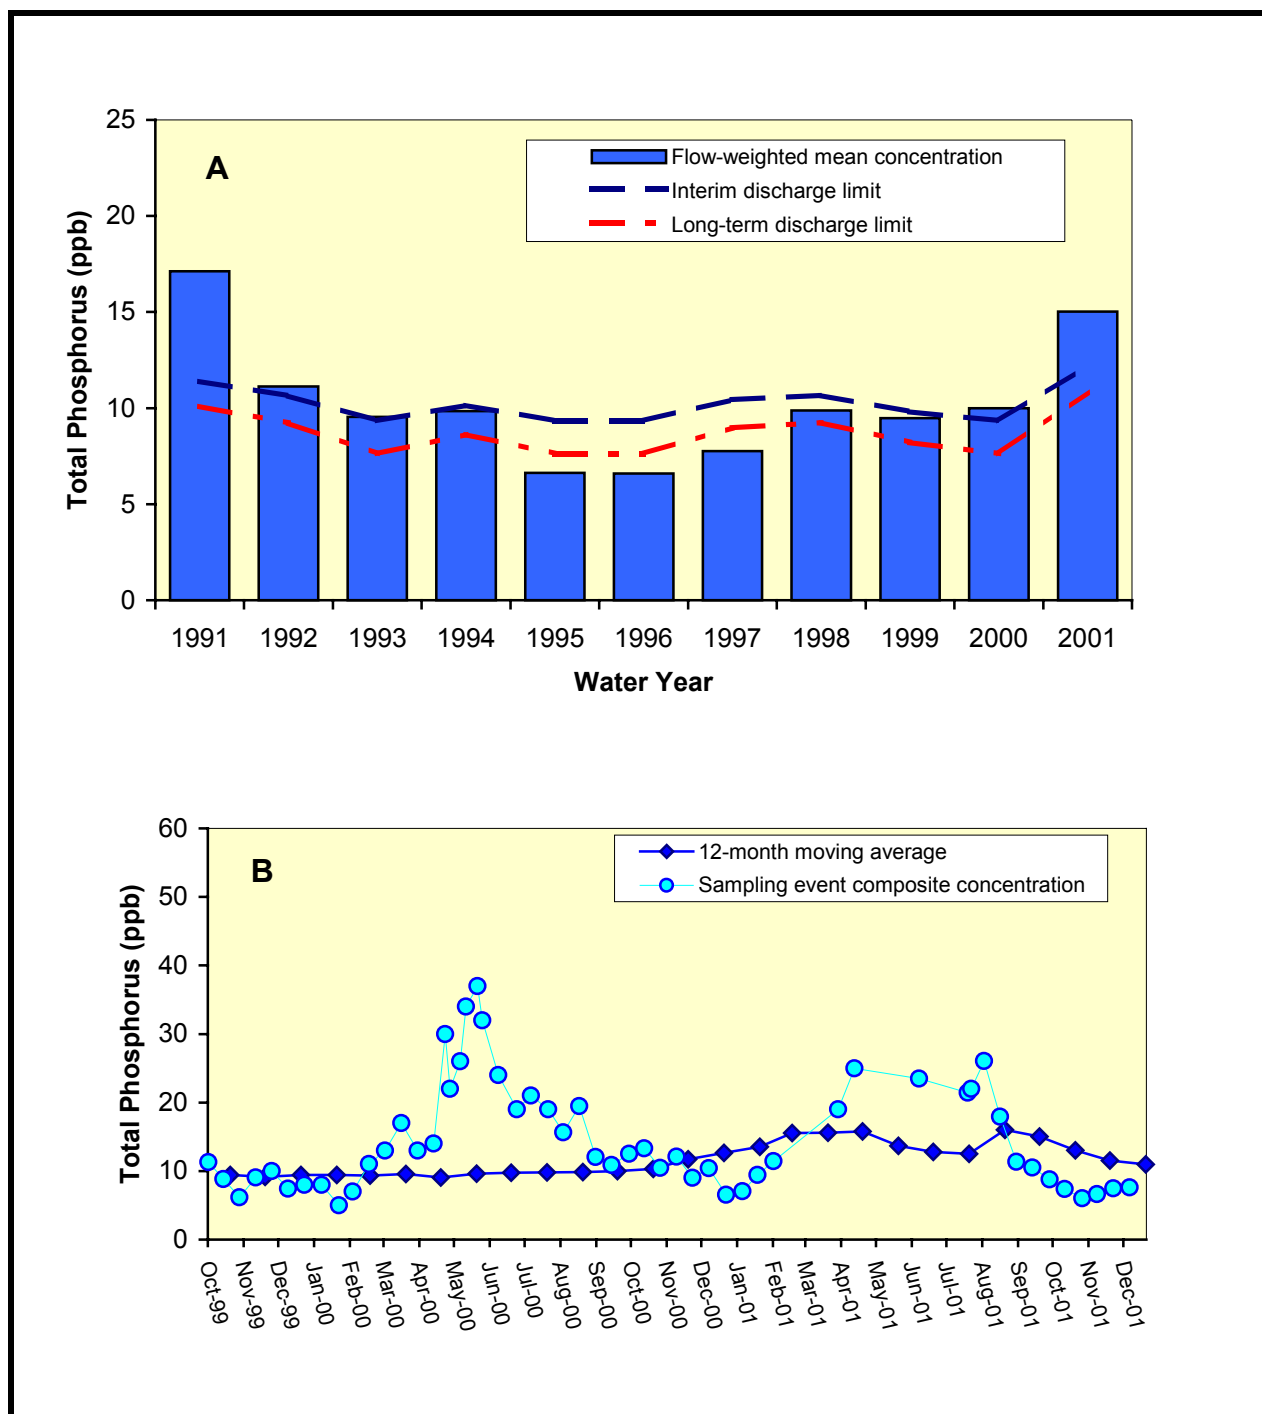 25
20
15
10
5
0
Total Phosphorus (ppb)
A
Flow-weighted mean concentration
Interim discharge limit
Long-term discharge limit
1991 1992 1993 1994 1995 1996 1997 1998 1999 2000 2001
Water Year
60
50
40
30
20
10
0
Total Phosphorus (ppb)
B
12-month moving average
Sampling event composite concentration
Oct-99
Nov-99
Dec-99
Jan-00
Feb-00
Mar-00
Apr-00
May-00
Jun-00
Jul-00
Aug-00
Sep-00
Oct-00
Nov-00
Dec-00
Jan-01
Feb-01
Mar-01
Apr-01
May-01
Jun-01
Jul-01
Aug-01
Sep-01
Oct-01
Nov-01
Dec-01